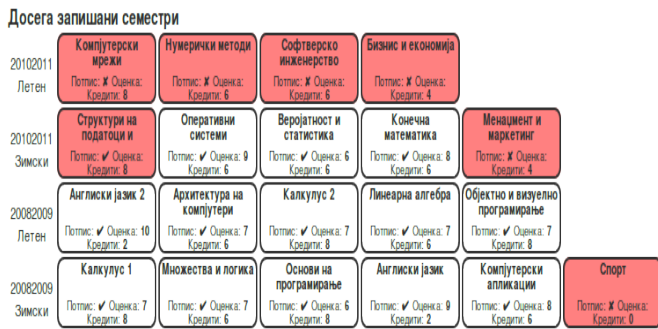 Досега запишани семестри
20102011
Летен
Компјутерски
мрежи
Потпис: ✘ Оценка:
Кредити: 8
Нумерички методи
Потпис: ✘ Оценка:
Кредити: 6
Софтверско
инженерство
Потпис: ✘ Оценка:
Кредити: 6
Бизнис и економија
Потпис: ✘ Оценка:
Кредити: 4
20102011
Зимски
Структури на
податоци и
Потпис: ✔ Оценка:
Кредити: 8
Оперативни
системи
Потпис: ✔ Оценка: 9
Кредити: 6
Веројатност и
статистика
Потпис: ✔ Оценка: 6
Кредити: 6
Конечна
математика
Потпис: ✔ Оценка: 8
Кредити: 6
Менаџмент и
маркетинг
Потпис: ✘ Оценка:
Кредити: 4
20082009
Летен
Англиски јазик 2
Потпис: ✔ Оценка: 10
Кредити: 2
Архитектура на
компјутери
Потпис: ✔ Оценка: 7
Кредити: 6
Калкулус 2
Потпис: ✔ Оценка: 7
Кредити: 8
Линеарна алгебра
Потпис: ✔ Оценка: 7
Кредити: 6
Објектно и визуелно
програмирање
Потпис: ✔ Оценка: 7
Кредити: 8
20082009
Зимски
Калкулус 1
Потпис: ✔ Оценка: 7
Кредити: 8
Множества и логика
Потпис: ✔ Оценка: 7
Кредити: 6
Основи на
програмирање
Потпис: ✔ Оценка: 6
Кредити: 8
Англиски јазик
Потпис: ✔ Оценка: 9
Кредити: 2
Компјутерски
апликации
Потпис: ✔ Оценка: 8
Кредити: 6
Спорт
Потпис: ✘ Оценка:
Кредити: 0